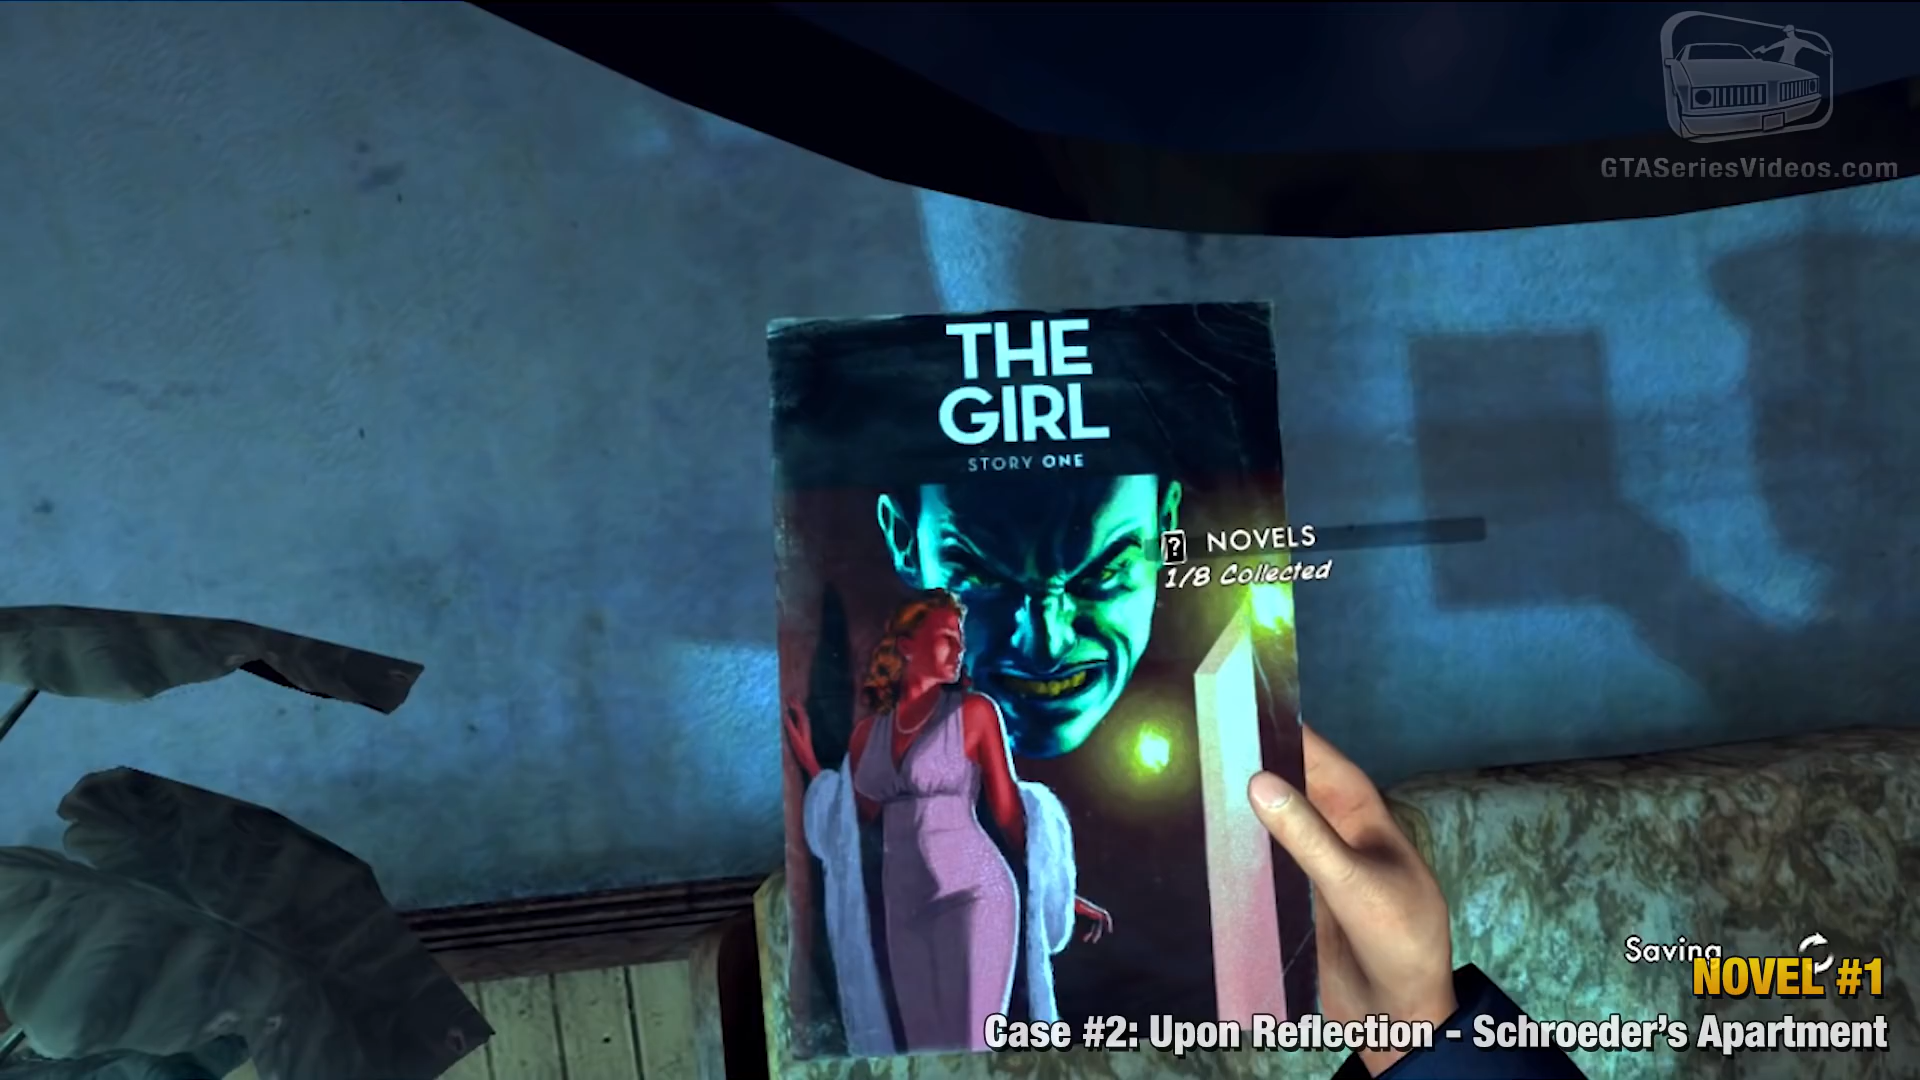 GTASeriesVideos.com
THE
GIRL
STORY ONE
? NOVELS
1/8 Collected
Saving
NOVEL #1
Case #2: Upon Reflection - Schroeder's Apartment